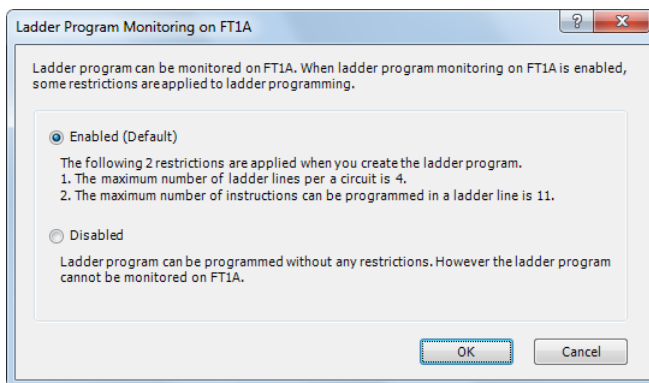 Ladder Program Monitoring on FT1A
Ladder program can be monitored on FT1A. When ladder program monitoring on FT1A is enabled,
some restrictions are applied to ladder programming.
Enabled (Default)
The following 2 restrictions are applied when you create the ladder program.
1. The maximum number of ladder lines per a circuit is 4.
2. The maximum number of instructions can be programmed in a ladder line is 11.
Disabled
Ladder program can be programmed without any restrictions. However the ladder program
cannot be monitored on FT1A.
OK Cancel